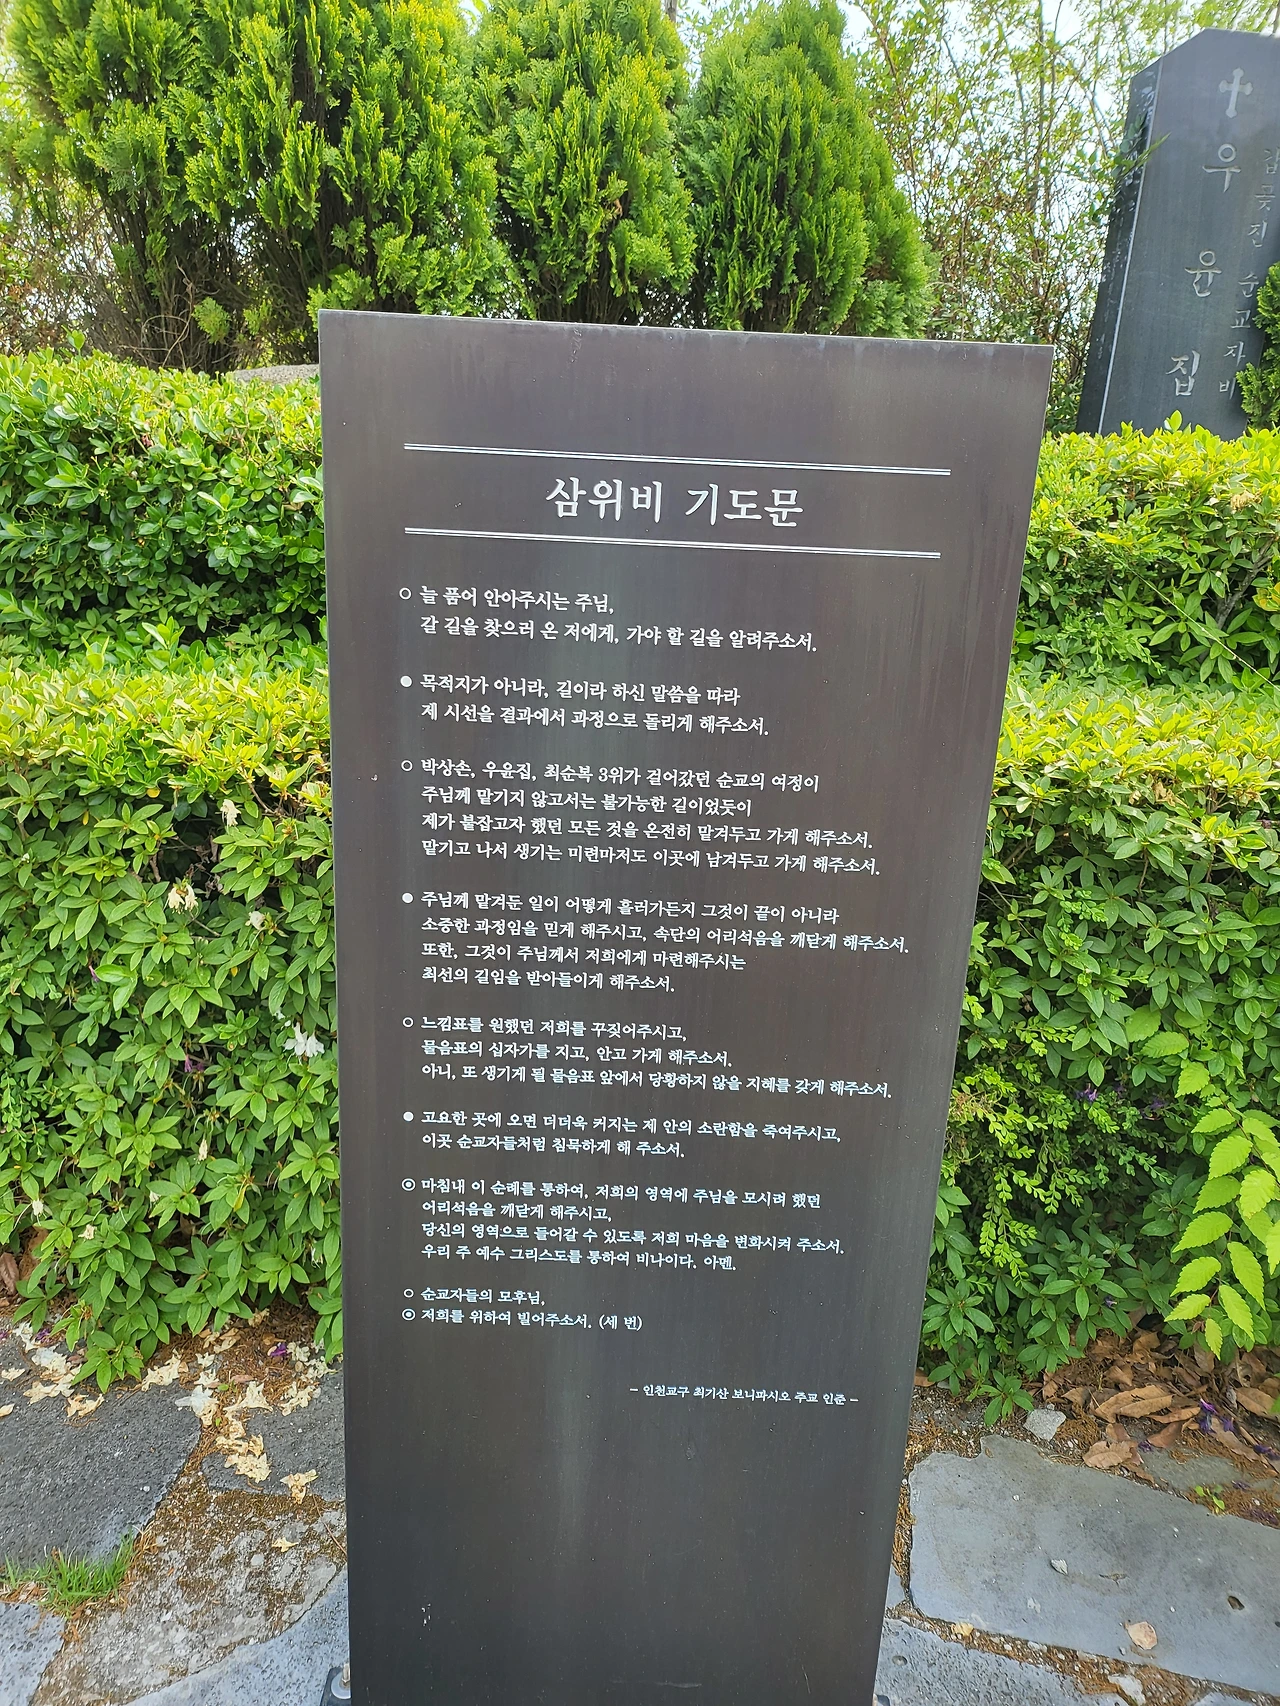 삼위비 기도문
○ 늘 품어 안아주시는 주님,
갈 길을 찾으러 온 저에게, 가야 할 길을 알려주소서.
● 목적지가 아니라, 길이라 하신 말씀을 따라
제 시선을 결과에서 과정으로 돌리게 해주소서.
○ 박상손, 우윤집, 최순복 3위가 걸어갔던 순교의 여정이
주님께 맡기지 않고서는 불가능한 길이었듯이
제가 붙잡고자 했던 모든 것을 온전히 맡겨두고 가게 해주소서.
맡기고 나서 생기는 미련마저도 이곳에 남겨두고 가게 해주소서.
● 주님께 맡겨둔 일이 어떻게 흘러가든지 그것이 끝이 아니라
소중한 과정임을 믿게 해주시고, 속단의 어리석음을 깨닫게 해주소서.
또한, 그것이 주님께서 저희에게 마련해주시는
최선의 길임을 받아들이게 해주소서.
○ 느낌표를 원했던 저희를 꾸짖어주시고,
물음표의 십자가를 지고, 안고 가게 해주소서.
아니, 또 생기게 될 물음표 앞에서 당황하지 않을 지혜를 갖게 해주소서.
● 고요한 곳에 오면 더더욱 커지는 제 안의 소란함을 죽여주시고,
이곳 순교자들처럼 침묵하게 해 주소서.
◎ 마침내 이 순례를 통하여, 저희의 영역에 주님을 모시려 했던
어리석음을 깨닫게 해주시고,
당신의 영역으로 들어갈 수 있도록 저희 마음을 변화시켜 주소서.
우리 주 예수 그리스도를 통하여 비나이다. 아멘.
○ 순교자들의 모후님,
◎ 저희를 위하여 빌어주소서. (세 번)
- 인천교구 최기산 보니파시오 주교 인준 -
갑곶진 순교자비
우윤집